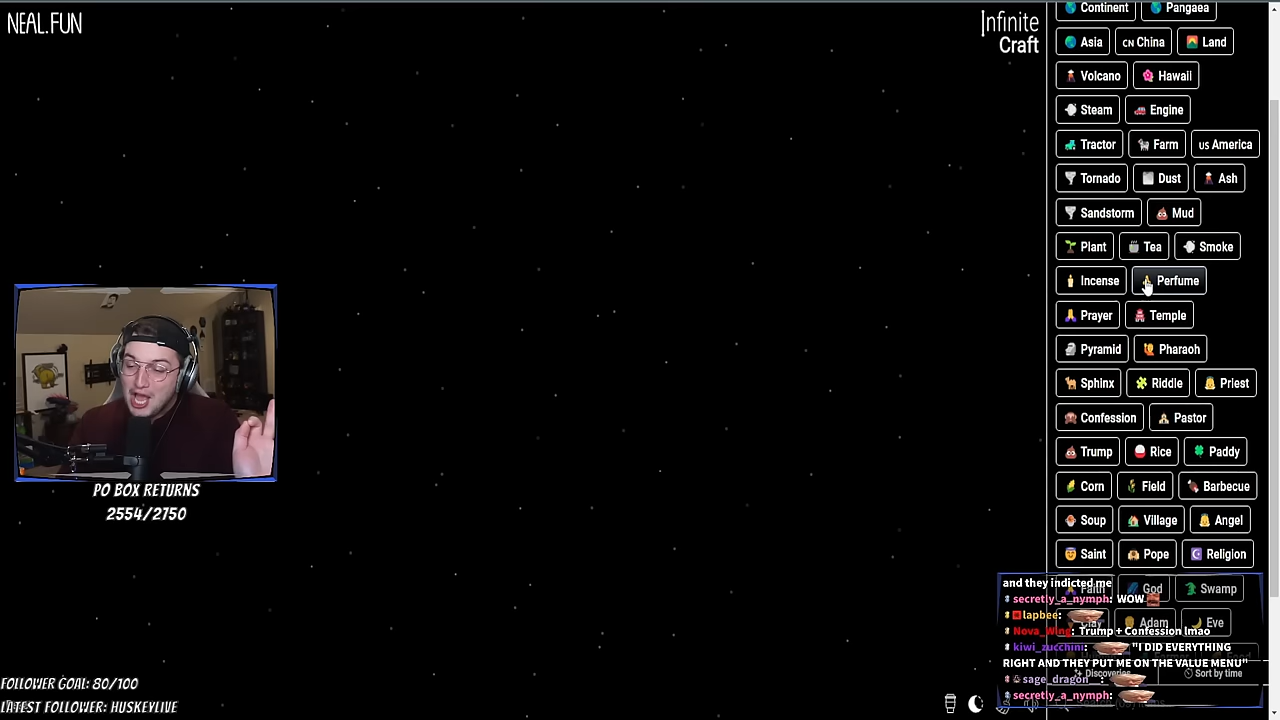 NEAL.FUN
Infinite
Craft
Continent Pangaea
Asia CN China Land
Volcano Hawaii
Steam Engine
Tractor Farm US America
Tornado Dust Ash
Sandstorm Mud
Plant Tea Smoke
Incense Perfume
Prayer Temple
Pyramid Pharaoh
Sphinx Riddle Priest
Confession Pastor
Trump Rice Paddy
Corn Field Barbecue
Soup Village Angel
Saint Pope Religion
Faith God Swamp
Clay Adam Eve
Discoveries Sort by time
PO BOX RETURNS
2554/2750
and they indicted me
secretly_a_nymph: WOW
lapbee:
Nova_Wing: Trump + Confession lmao
kiwi_zucchini: "I DID EVERYTHING
RIGHT AND THEY PUT ME ON THE VALUE MENU"
sage_dragon_:
secretly_a_nymph:
FOLLOWER GOAL: 80/100
LATEST FOLLOWER: HUSKEYLIVE